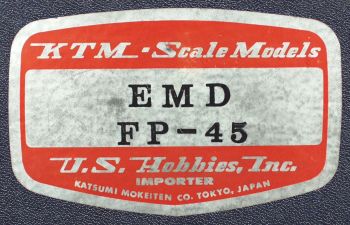 KTM - Scale Models
EMD
FP-45
U.S. Hobbies, Inc.
IMPORTER
KATSUMI MOKEITEN CO. TOKYO, JAPAN